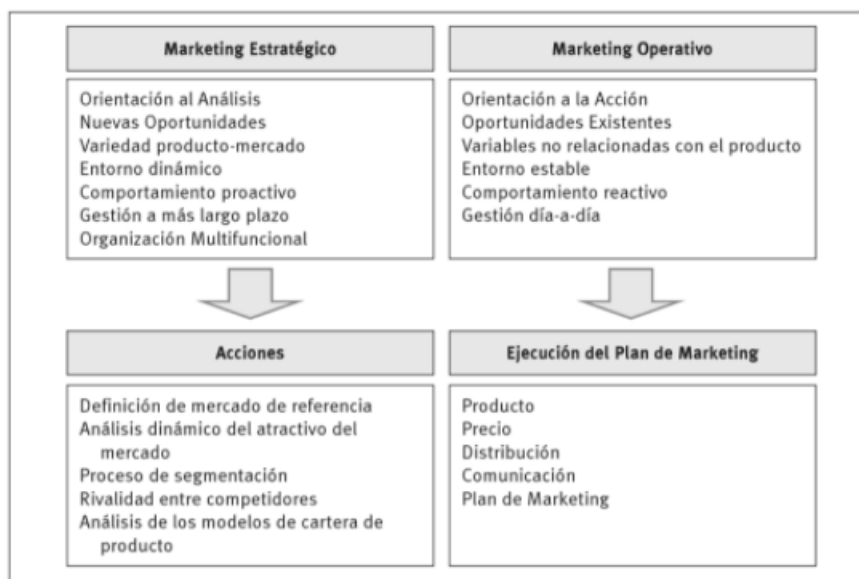 Marketing Estratégico
Orientación al Análisis
Nuevas Oportunidades
Variedad producto-mercado
Entorno dinámico
Comportamiento proactivo
Gestión a más largo plazo
Organización Multifuncional
Marketing Operativo
Orientación a la Acción
Oportunidades Existentes
Variables no relacionadas con el producto
Entorno estable
Comportamiento reactivo
Gestión día-a-día
Acciones
Definición de mercado de referencia
Análisis dinámico del atractivo del
mercado
Proceso de segmentación
Rivalidad entre competidores
Análisis de los modelos de cartera de
producto
Ejecución del Plan de Marketing
Producto
Precio
Distribución
Comunicación
Plan de Marketing